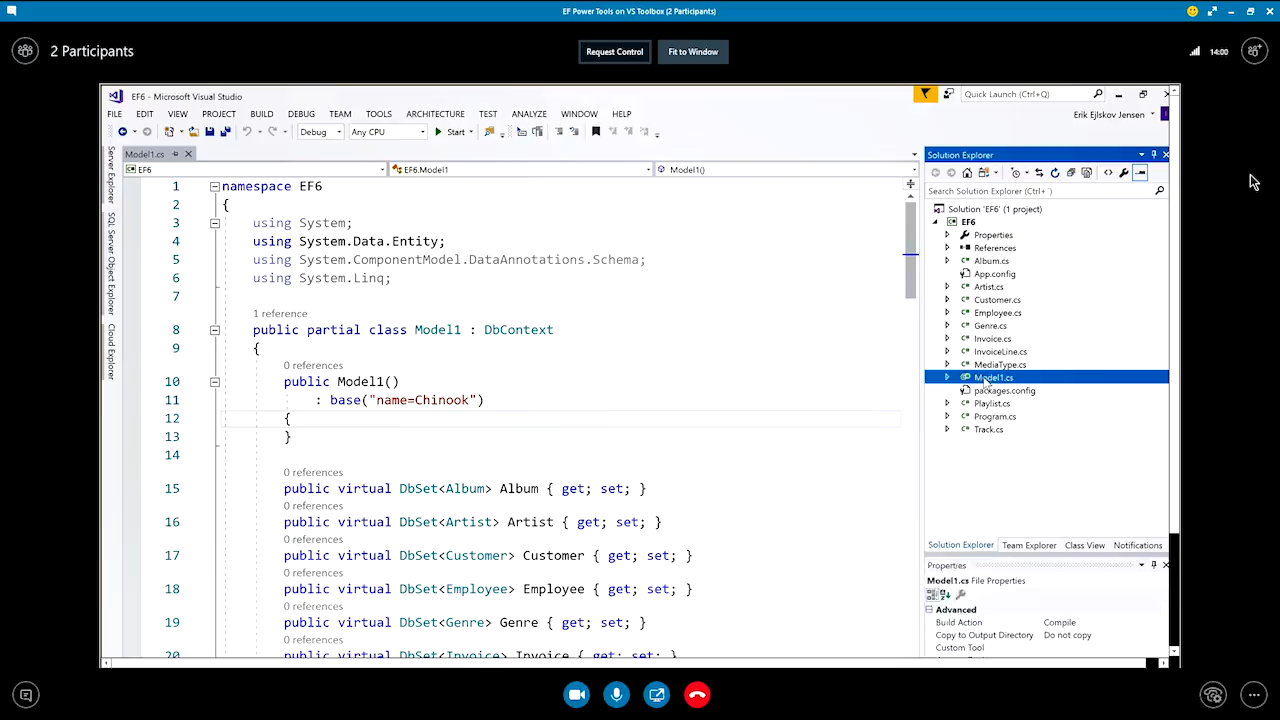 EF Power Tools on VS Toolbox (2 Participants)
2 Participants
Request Control
Fit to Window
14:00
EF6 - Microsoft Visual Studio
Quick Launch (Ctrl+Q)
FILE EDIT VIEW PROJECT BUILD DEBUG TEAM TOOLS ARCHITECTURE TEST ANALYZE WINDOW HELP
Erik Ejlskov Jensen
Debug Any CPU Start
Server Explorer
SQL Server Object Explorer
Cloud Explorer
Model1.cs
EF6 EF6.Model1 Model1()
1 namespace EF6
2 {
3 using System;
4 using System.Data.Entity;
5 using System.ComponentModel.DataAnnotations.Schema;
6 using System.Linq;
7
1 reference
8 public partial class Model1 : DbContext
9 {
0 references
10 public Model1()
11 : base("name=Chinook")
12 {
13 }
14
0 references
15 public virtual DbSet<Album> Album { get; set; }
0 references
16 public virtual DbSet<Artist> Artist { get; set; }
0 references
17 public virtual DbSet<Customer> Customer { get; set; }
0 references
18 public virtual DbSet<Employee> Employee { get; set; }
0 references
19 public virtual DbSet<Genre> Genre { get; set; }
0 references
20 public virtual DbSet<Invoice> Invoice { get; set; }
Solution Explorer
Search Solution Explorer (Ctrl+¨)
Solution 'EF6' (1 project)
EF6
Properties
References
Album.cs
App.config
Artist.cs
Customer.cs
Employee.cs
Genre.cs
Invoice.cs
InvoiceLine.cs
MediaType.cs
Model1.cs
packages.config
Playlist.cs
Program.cs
Track.cs
Solution Explorer Team Explorer Class View Notifications
Properties
Model1.cs File Properties
Advanced
Build Action Compile
Copy to Output Directory Do not copy
Custom Tool